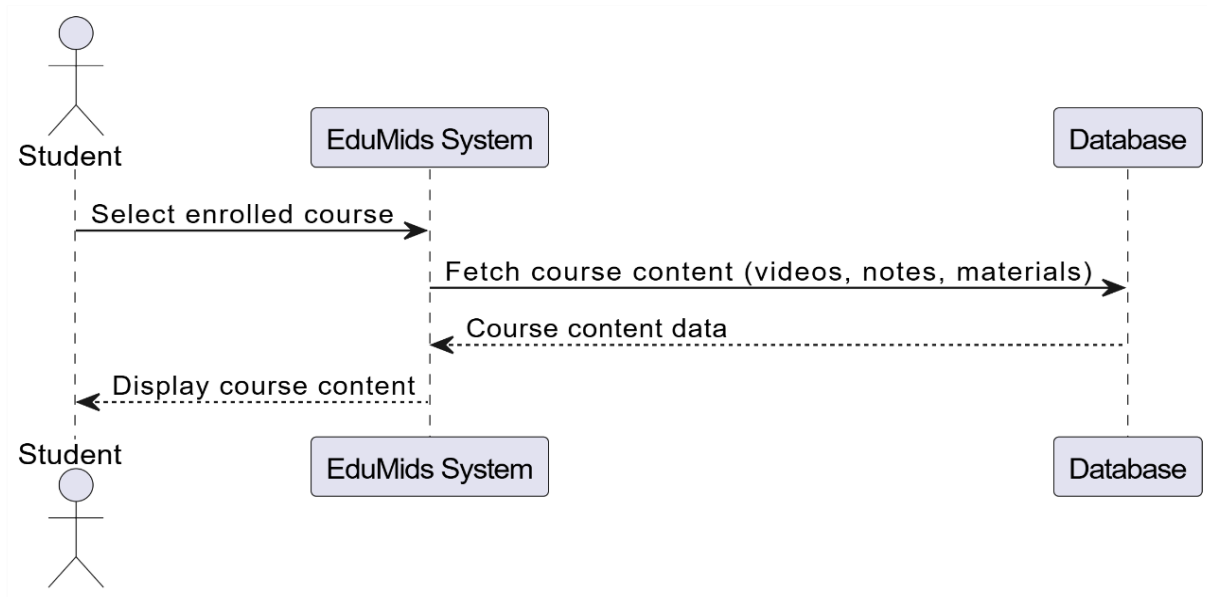 Student
EduMids System
Database
Select enrolled course
Fetch course content (videos, notes, materials)
Course content data
Display course content
Student
EduMids System
Database